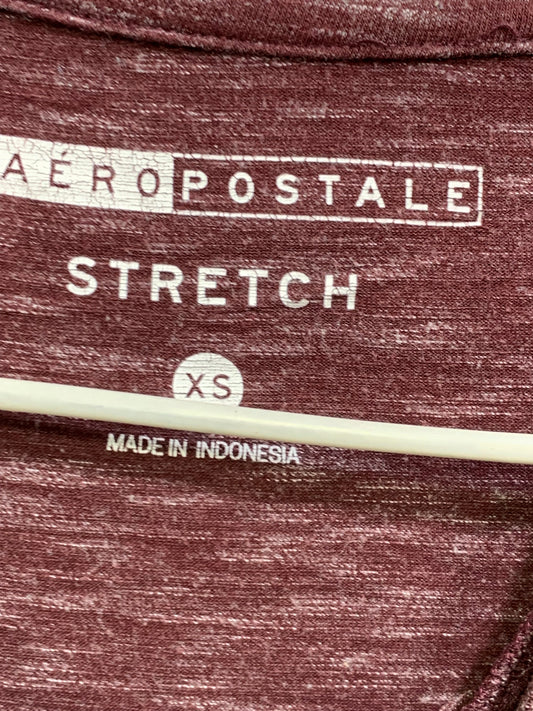 AÉROPOSTALE
STRETCH
XS
MADE IN INDONESIA